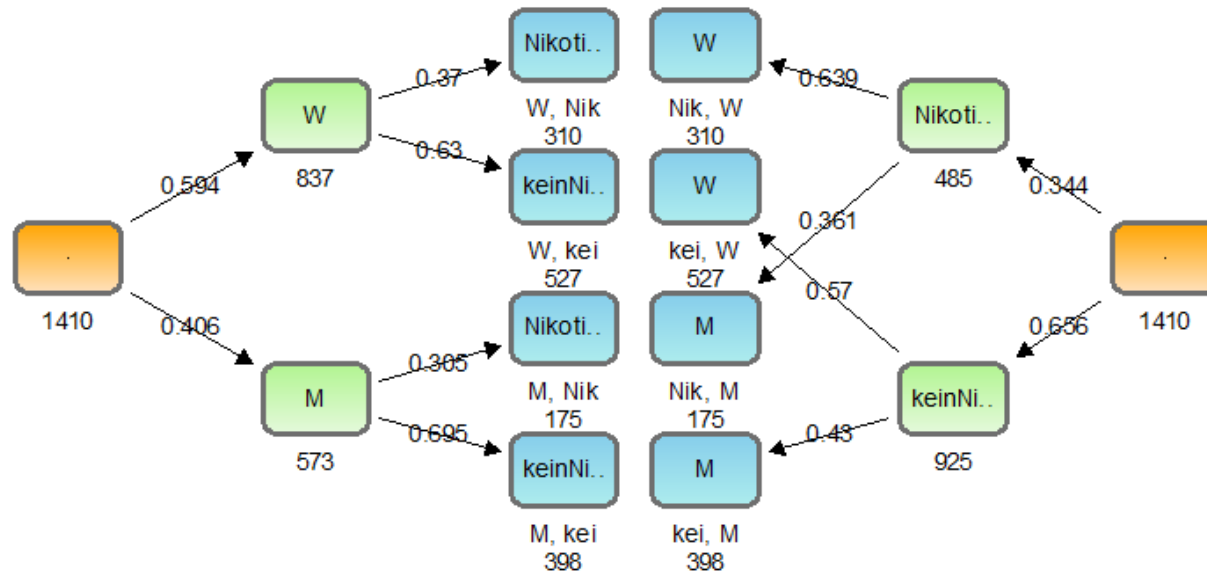 Nikoti..
W
0.37
0.639
W
W, Nik
310
Nik, W
310
Nikoti..
0.63
837
keinNi..
W
485
0.594
0.344
0.361
.
W, kei
527
kei, W
527
.
1410
0.57
1410
0.406
Nikoti..
M
0.656
0.305
M
M, Nik
175
Nik, M
175
keinNi..
0.695
0.43
573
keinNi..
M
925
M, kei
398
kei, M
398